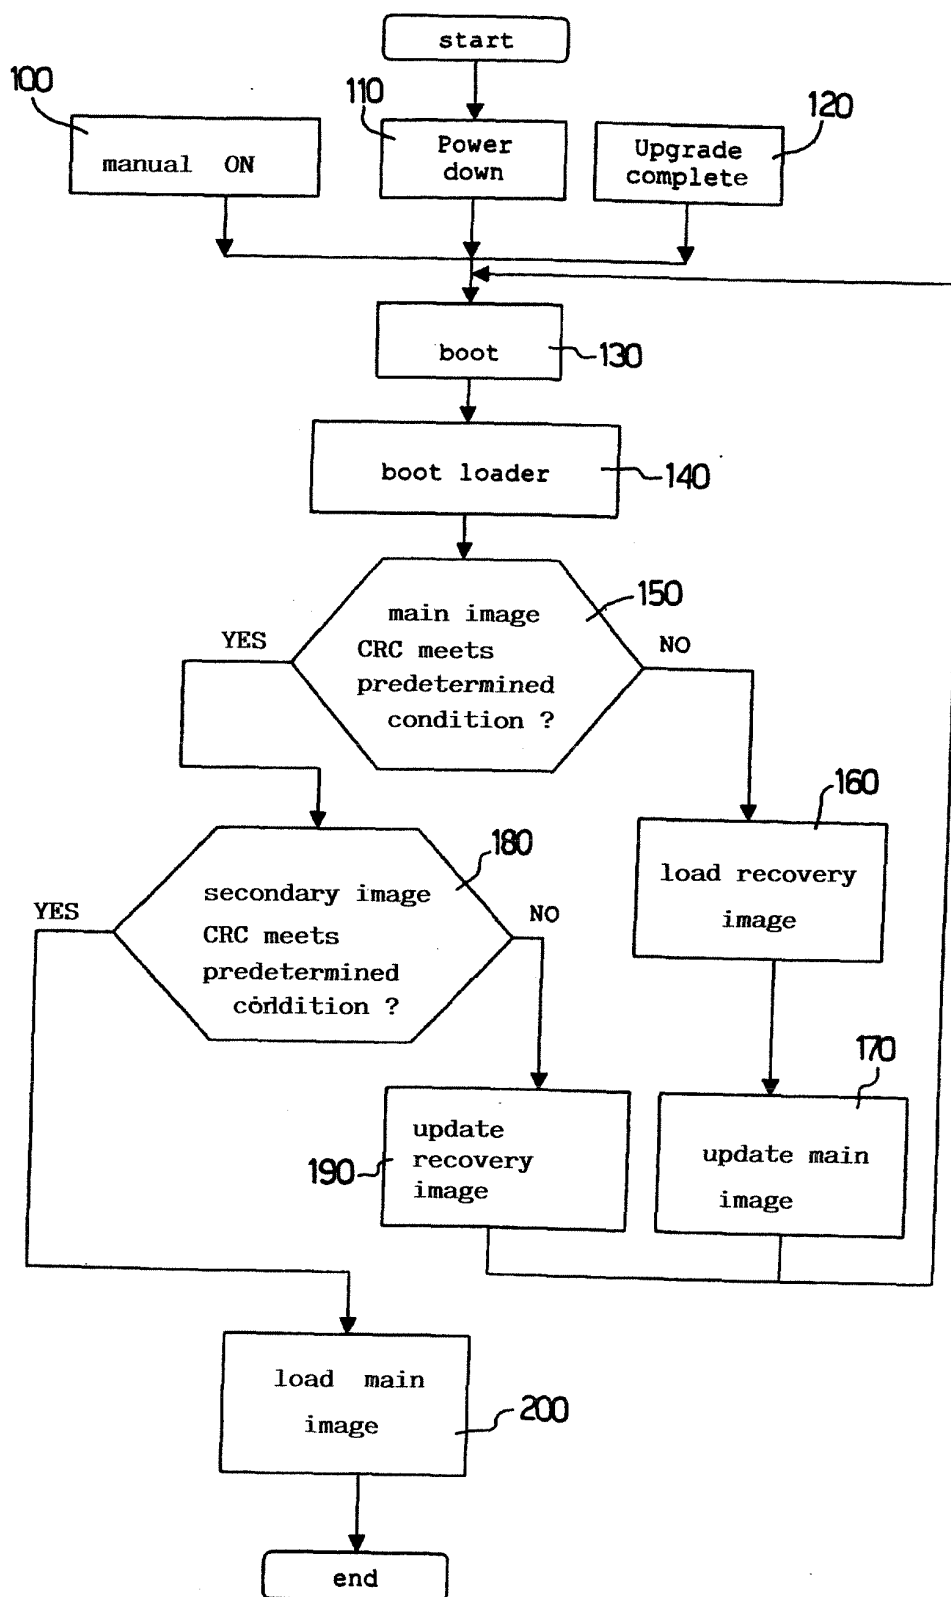 start
100
110
120
manual ON
Power
down
Upgrade
complete
boot
130
boot loader
140
150
main image
CRC meets
predetermined
condition ?
YES
NO
160
load recovery
image
180
secondary image
CRC meets
predetermined
condition ?
YES
NO
170
update main
image
190
update
recovery
image
load main
image
200
end